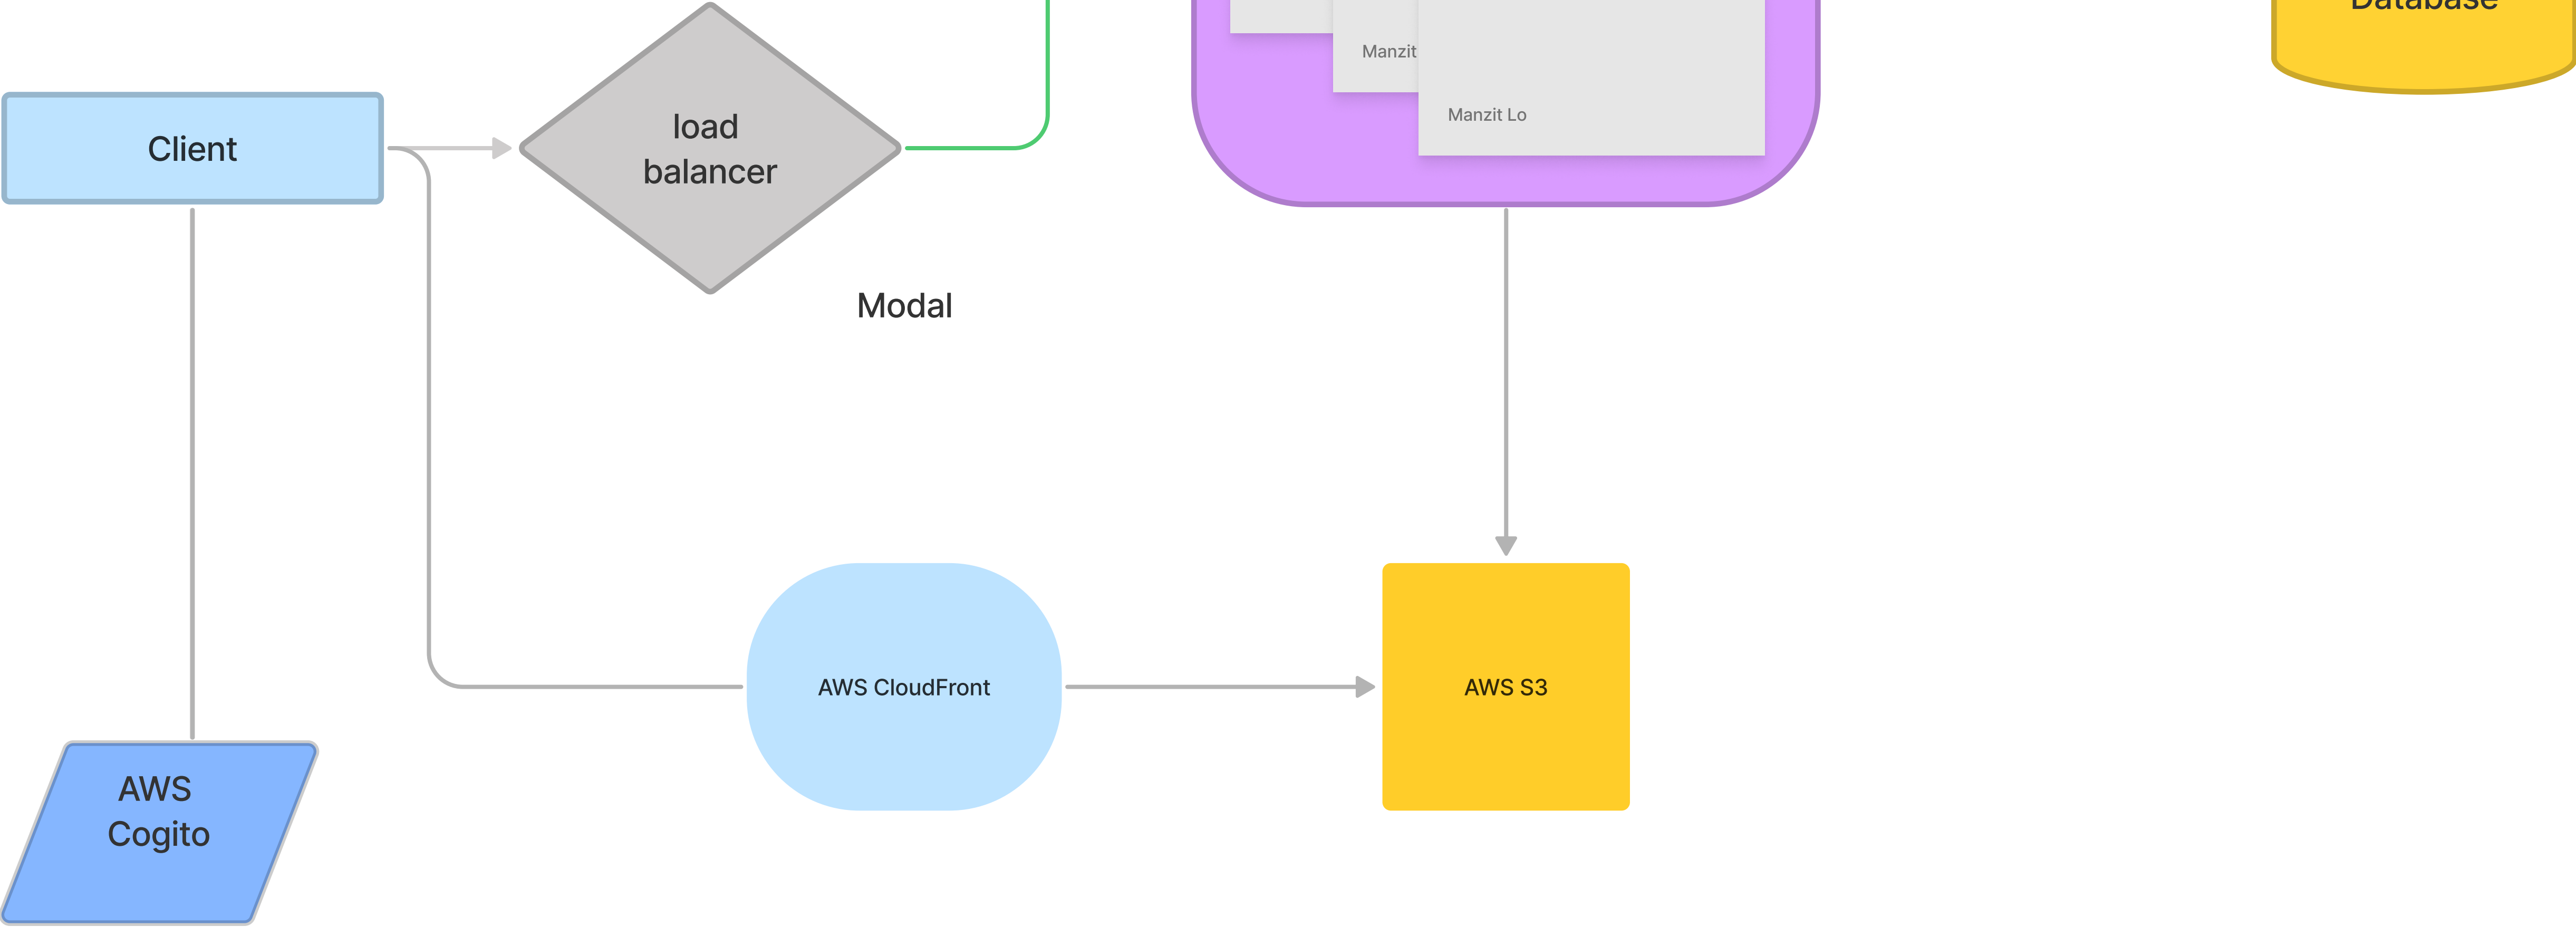 Database
Manzit
Manzit Lo
Client
load
balancer
Modal
AWS CloudFront
AWS S3
AWS
Cogito